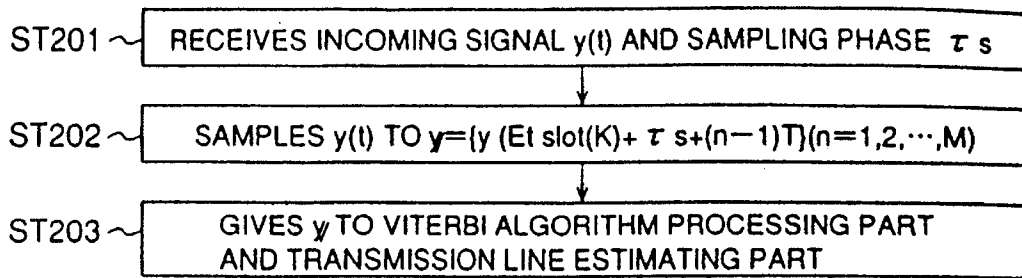 ST201 RECEIVES INCOMING SIGNAL y(t) AND SAMPLING PHASE τ s
ST202 SAMPLES y(t) TO y={y (Et slot(K)+ τ s+(n−1)T}(n=1,2,⋯,M)
ST203 GIVES y TO VITERBI ALGORITHM PROCESSING PART
AND TRANSMISSION LINE ESTIMATING PART